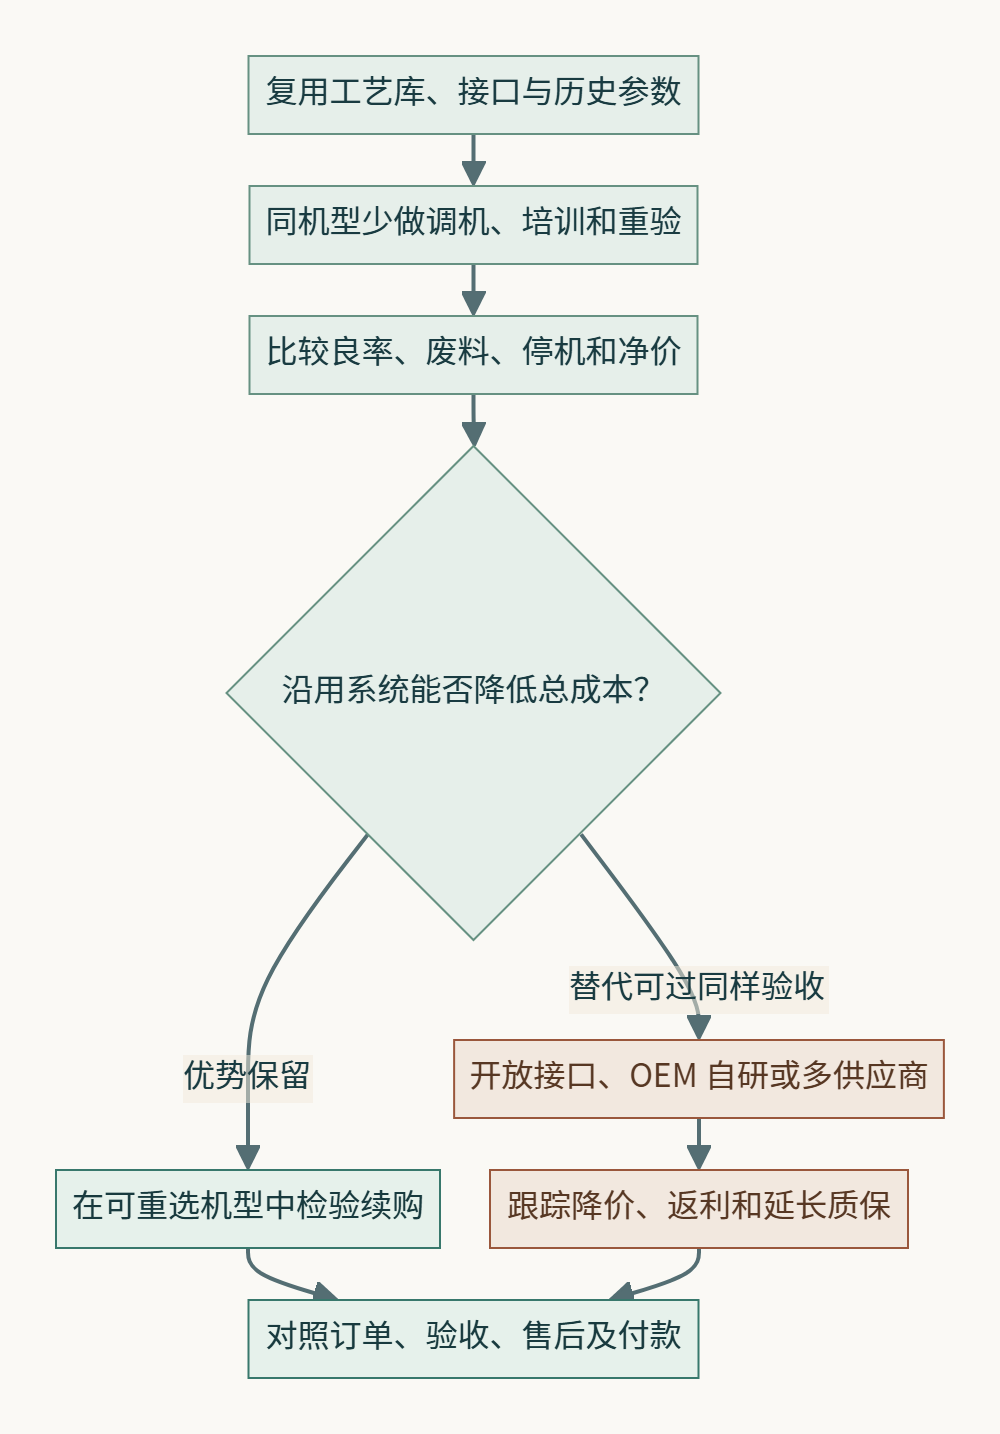 复用工艺库、接口与历史参数
同机型少做调机、培训和重验
比较良率、废料、停机和净价
沿用系统能否降低总成本？
替代可过同样验收
优势保留
开放接口、OEM 自研或多供应商
在可重选机型中检验续购
跟踪降价、返利和延长质保
对照订单、验收、售后及付款